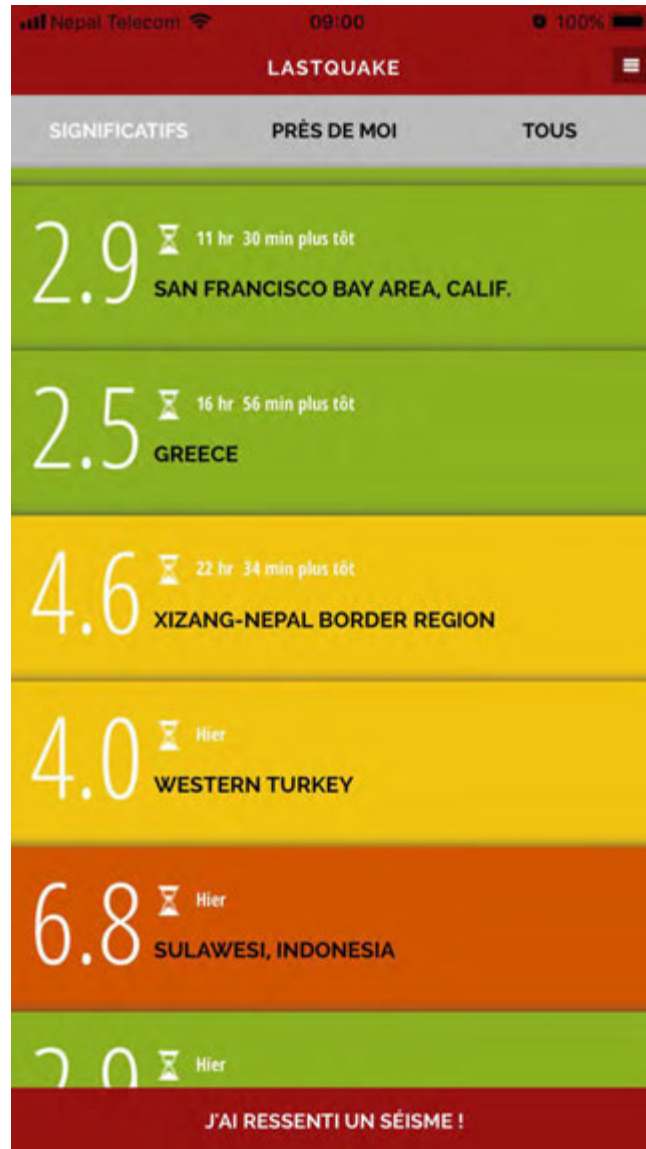 Nepal Telecom 09:00 100%
LASTQUAKE
SIGNIFICATIFS PRÈS DE MOI TOUS
2.9 11 hr 30 min plus tôt
SAN FRANCISCO BAY AREA, CALIF.
2.5 16 hr 56 min plus tôt
GREECE
4.6 22 hr 34 min plus tôt
XIZANG-NEPAL BORDER REGION
4.0 Hier
WESTERN TURKEY
6.8 Hier
SULAWESI, INDONESIA
Hier
J'AI RESSENTI UN SÉISME !